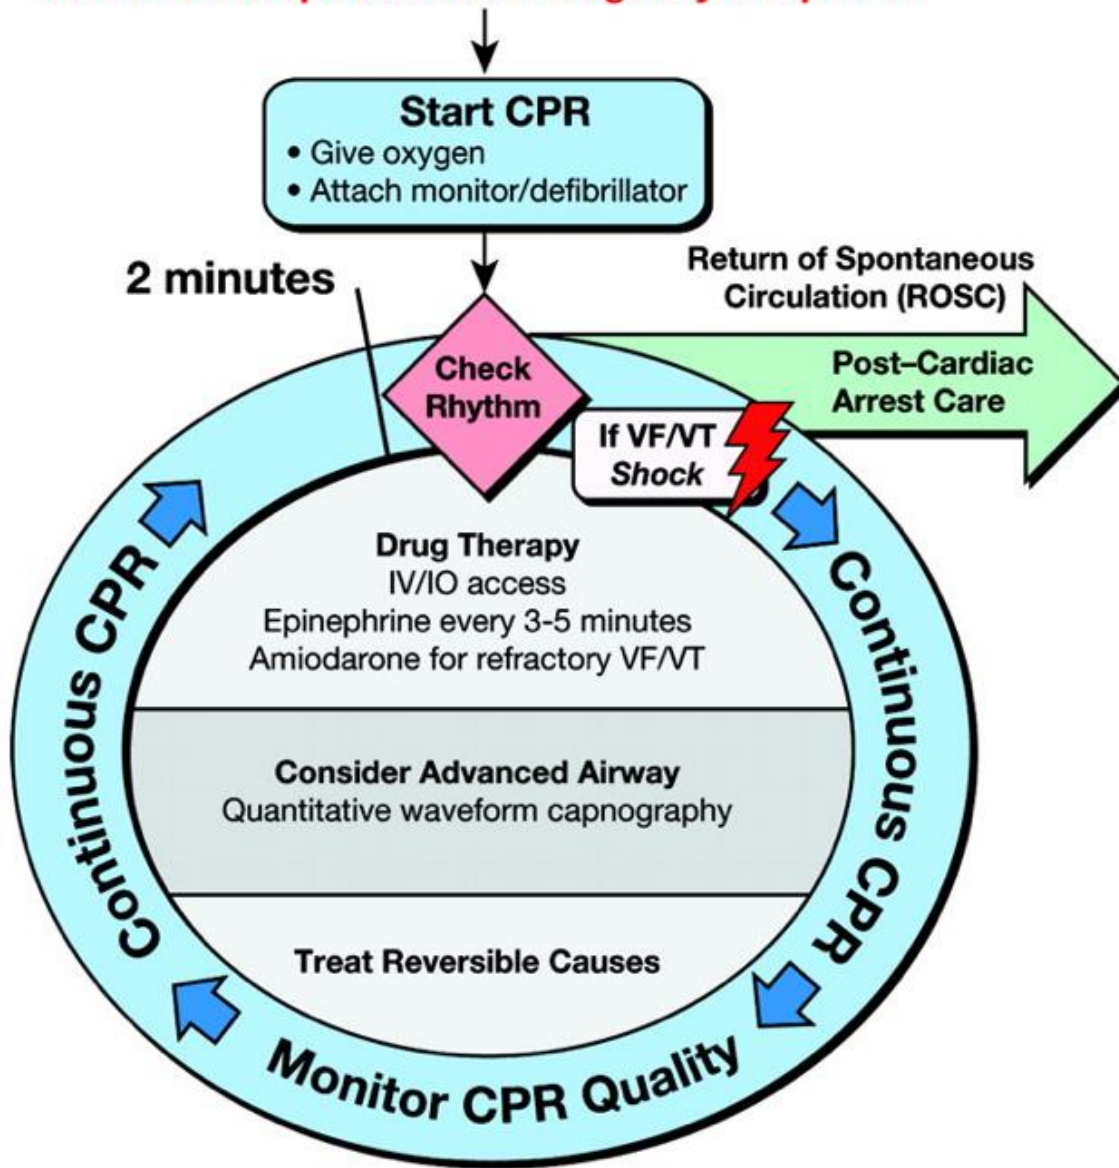 Start CPR
• Give oxygen
• Attach monitor/defibrillator
2 minutes
Return of Spontaneous
Circulation (ROSC)
Check
Rhythm
Post–Cardiac
Arrest Care
If VF/VT
Shock
Drug Therapy
IV/IO access
Epinephrine every 3-5 minutes
Amiodarone for refractory VF/VT
Consider Advanced Airway
Quantitative waveform capnography
Treat Reversible Causes
Continuous CPR
Monitor CPR Quality
Continuous CPR